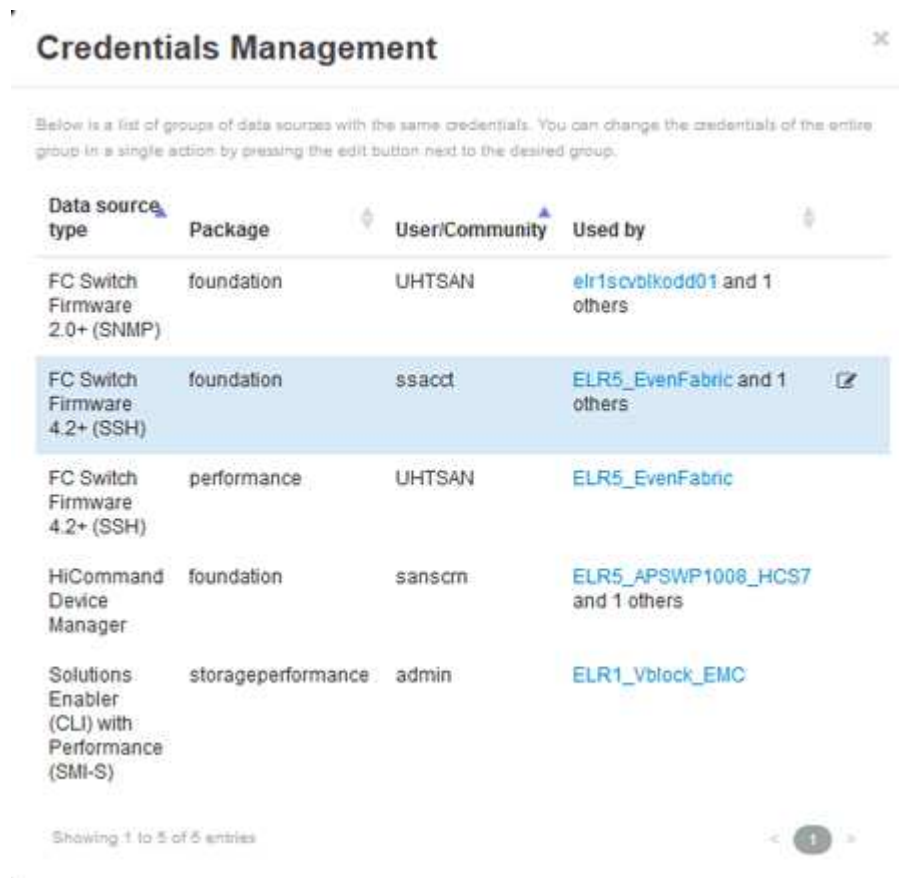 Credentials Management
×
Below is a list of groups of data sources with the same credentials. You can change the credentials of the entire
group in a single action by pressing the edit button next to the desired group.
Data source
type
Package
User/Community
Used by
FC Switch
Firmware
2.0+ (SNMP)
foundation
UHTSAN
elr1scvblkodd01 and 1
others
FC Switch
Firmware
4.2+ (SSH)
foundation
ssacct
ELR5_EvenFabric and 1
others
FC Switch
Firmware
4.2+ (SSH)
performance
UHTSAN
ELR5_EvenFabric
HiCommand
Device
Manager
foundation
sanscrn
ELR5_APSWP1008_HCS7
and 1 others
Solutions
Enabler
(CLI) with
Performance
(SMI-S)
storageperformance
admin
ELR1_Vblock_EMC
Showing 1 to 5 of 5 entries
< 1 >